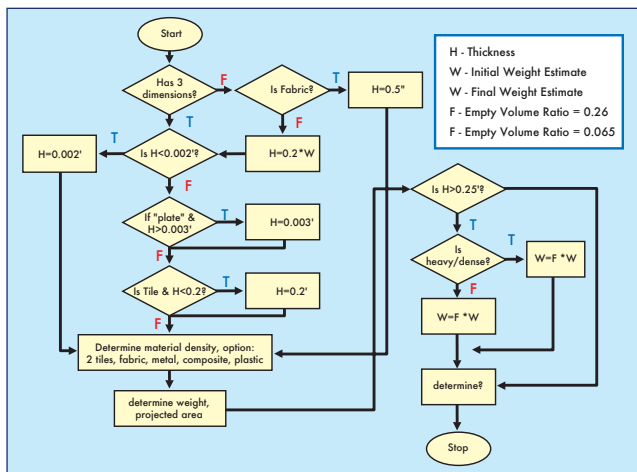 Start
Has 3
dimensions?
F
T
Is Fabric?
T
F
H=0.5"
H=0.2*W
Is H<0.002'?
T
F
H=0.002'
If "plate" &
H>0.003'
T
F
H=0.003'
Is Tile & H<0.2?
T
F
H=0.2'
Determine material density, option:
2 tiles, fabric, metal, composite, plastic
determine weight,
projected area
H - Thickness
W - Initial Weight Estimate
W - Final Weight Estimate
F - Empty Volume Ratio = 0.26
F - Empty Volume Ratio = 0.065
Is H>0.25'?
T
Is
heavy/dense?
T
F
W=F *W
W=F *W
determine?
Stop